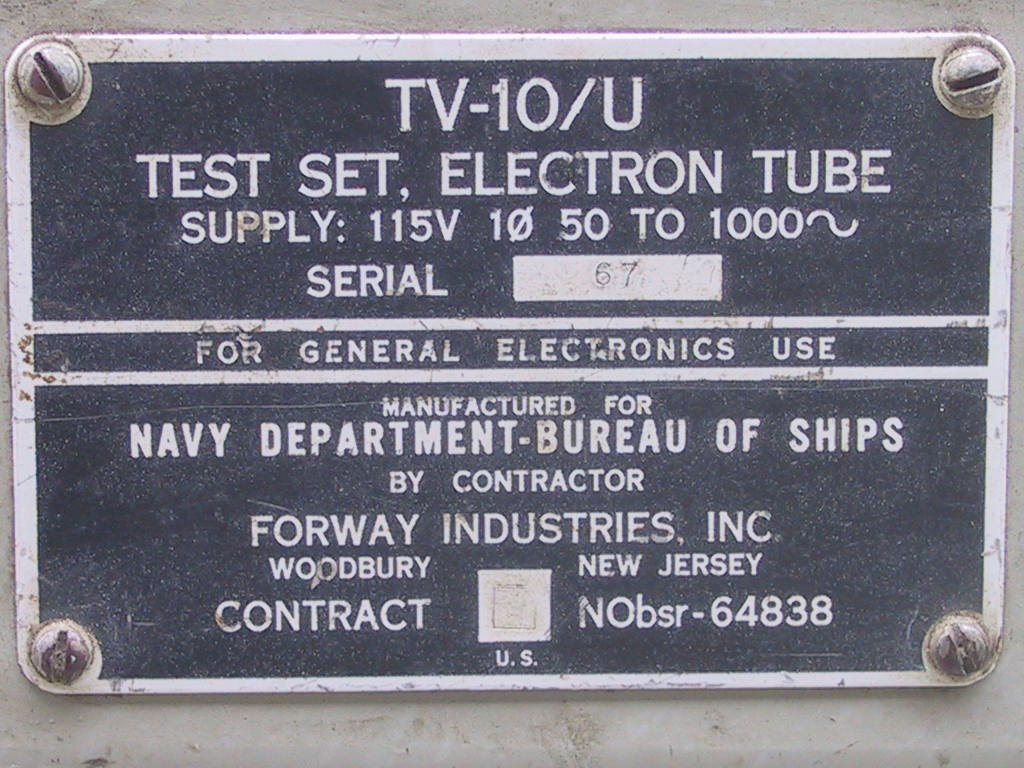 TV-10/U
TEST SET, ELECTRON TUBE
SUPPLY: 115V 1Ø 50 TO 1000∿
SERIAL 67
FOR GENERAL ELECTRONICS USE
MANUFACTURED FOR
NAVY DEPARTMENT-BUREAU OF SHIPS
BY CONTRACTOR
FORWAY INDUSTRIES, INC.
WOODBURY NEW JERSEY
CONTRACT NObsr-64838
U.S.